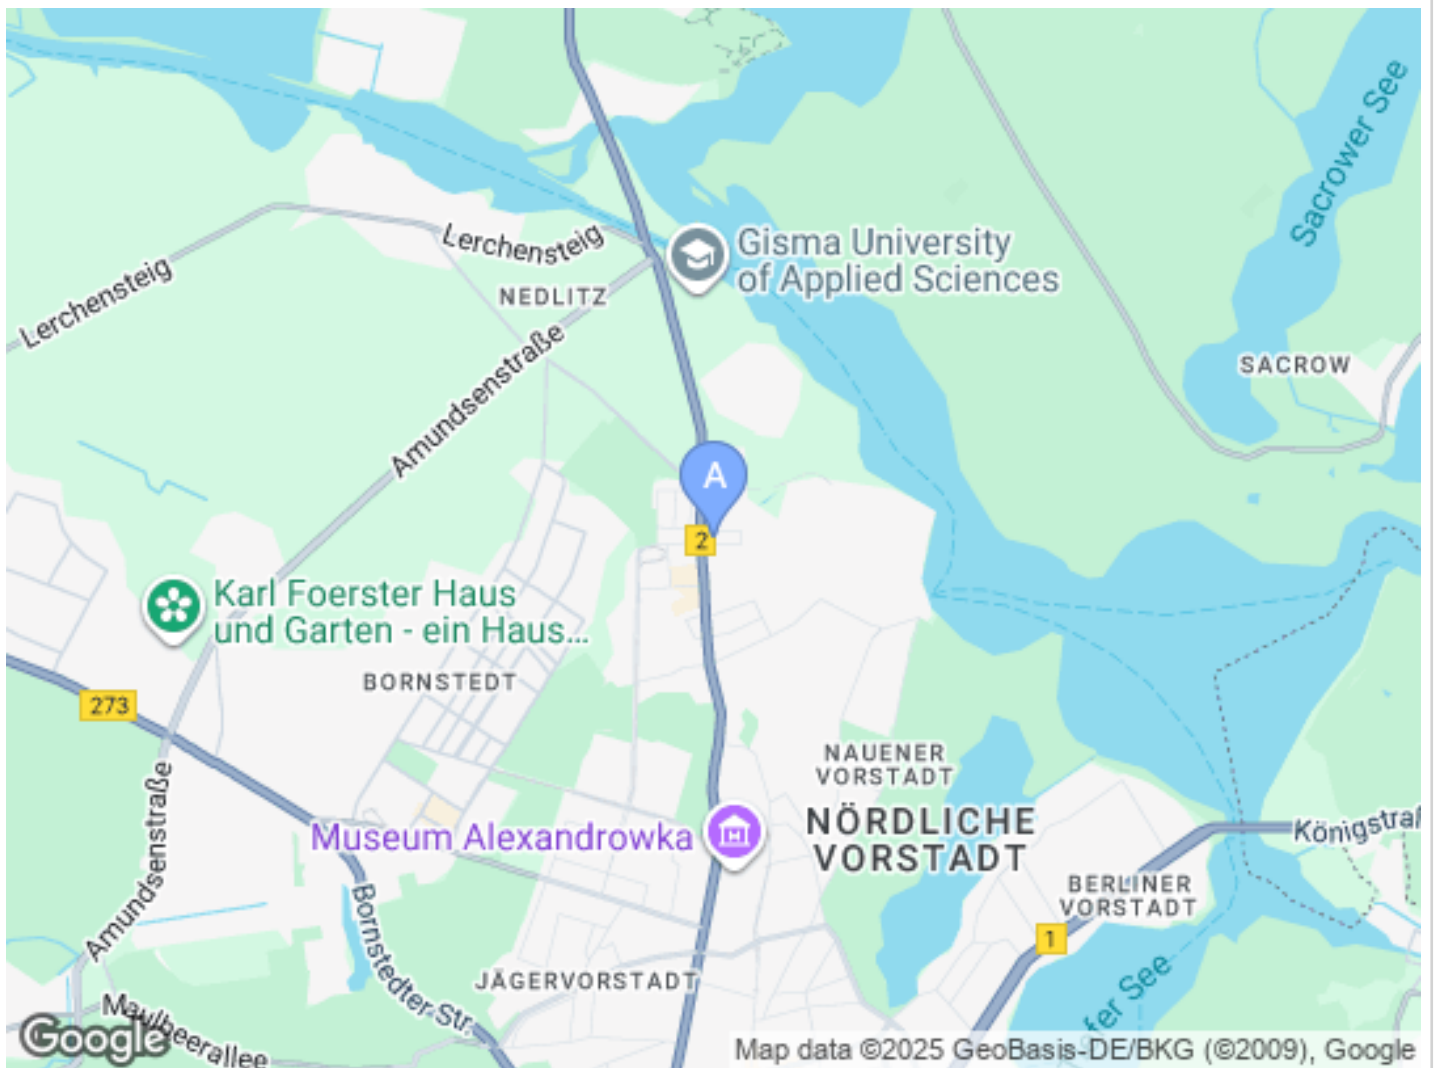 Sacrower See
Gisma University
of Applied Sciences
Lerchensteig
Lerchensteig
NEDLITZ
SACROW
Amundsenstraße
A
2
Karl Foerster Haus
und Garten - ein Haus...
BORNSTEDT
273
NAUENER
VORSTADT
NÖRDLICHE
VORSTADT
Museum Alexandrowka
Amundsenstraße
BERLINER
VORSTADT
1
Bornstedter Str.
JÄGERVORSTADT
Maulbeerallee
Google
Map data ©2025 GeoBasis-DE/BKG (©2009), Google